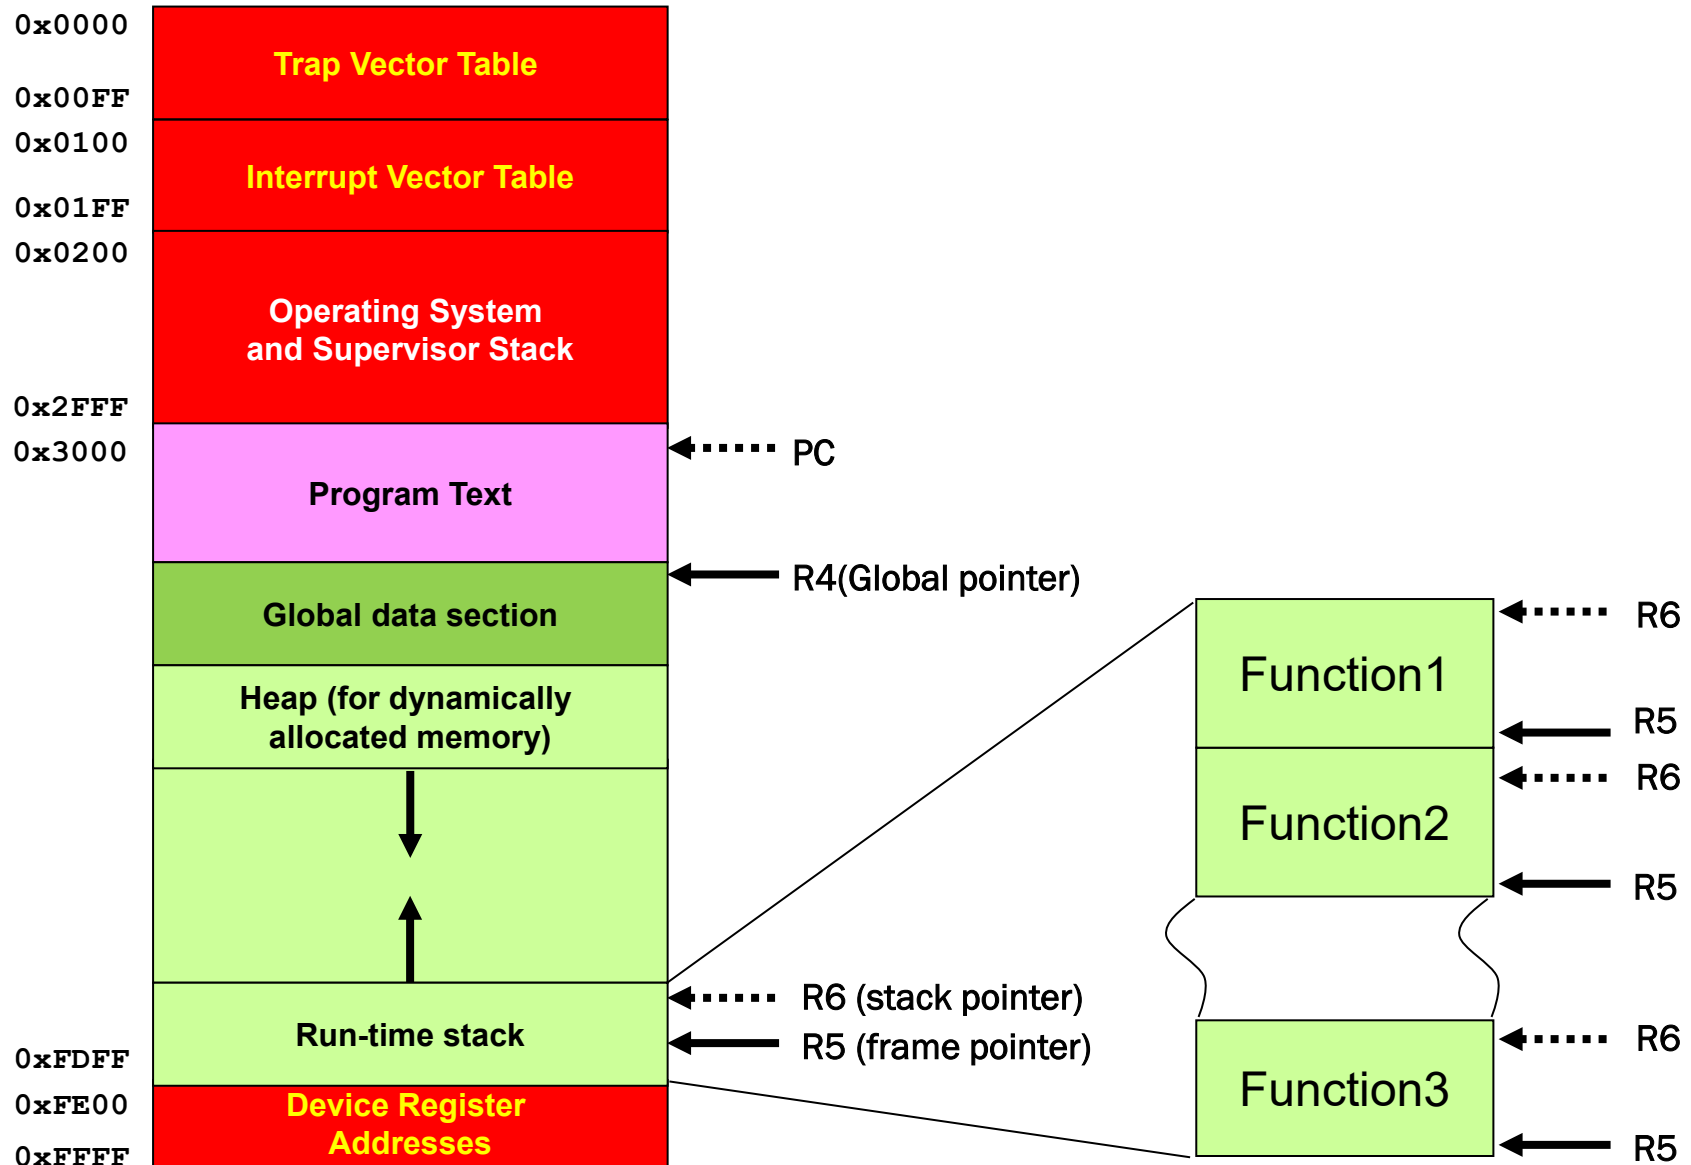 0x0000
Trap Vector Table
0x00FF
0x0100
Interrupt Vector Table
0x01FF
0x0200
Operating System
and Supervisor Stack
0x2FFF
0x3000
PC
Program Text
R4(Global pointer)
Global data section
Heap (for dynamically
allocated memory)
R6 (stack pointer)
Run-time stack
R5 (frame pointer)
0xFDFF
0xFE00
Device Register
Addresses
0xFFFF
R6
Function1
R5
R6
Function2
R5
R6
Function3
R5